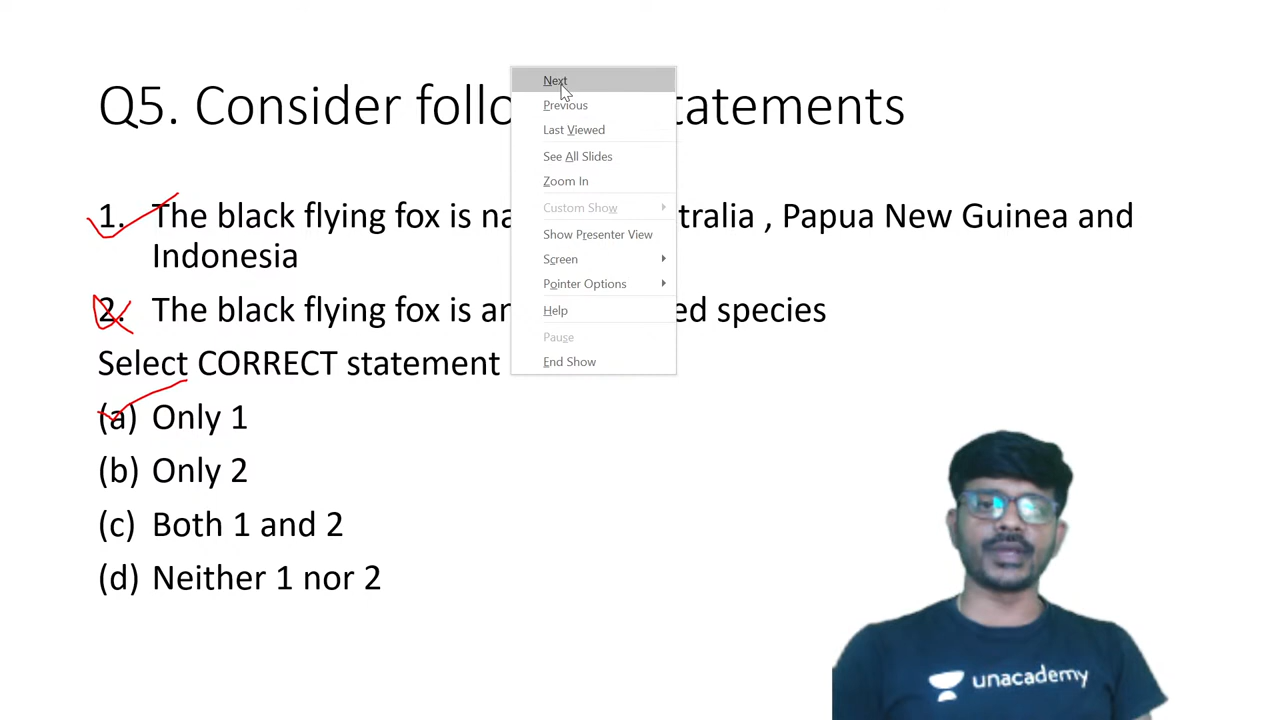 Q5. Consider follo tatements
1. The black flying fox is na tralia , Papua New Guinea and
Indonesia
2. The black flying fox is an ed species
Select CORRECT statement
(a) Only 1
(b) Only 2
(c) Both 1 and 2
(d) Neither 1 nor 2
Next
Previous
Last Viewed
See All Slides
Zoom In
Custom Show
Show Presenter View
Screen
Pointer Options
Help
Pause
End Show
unacademy